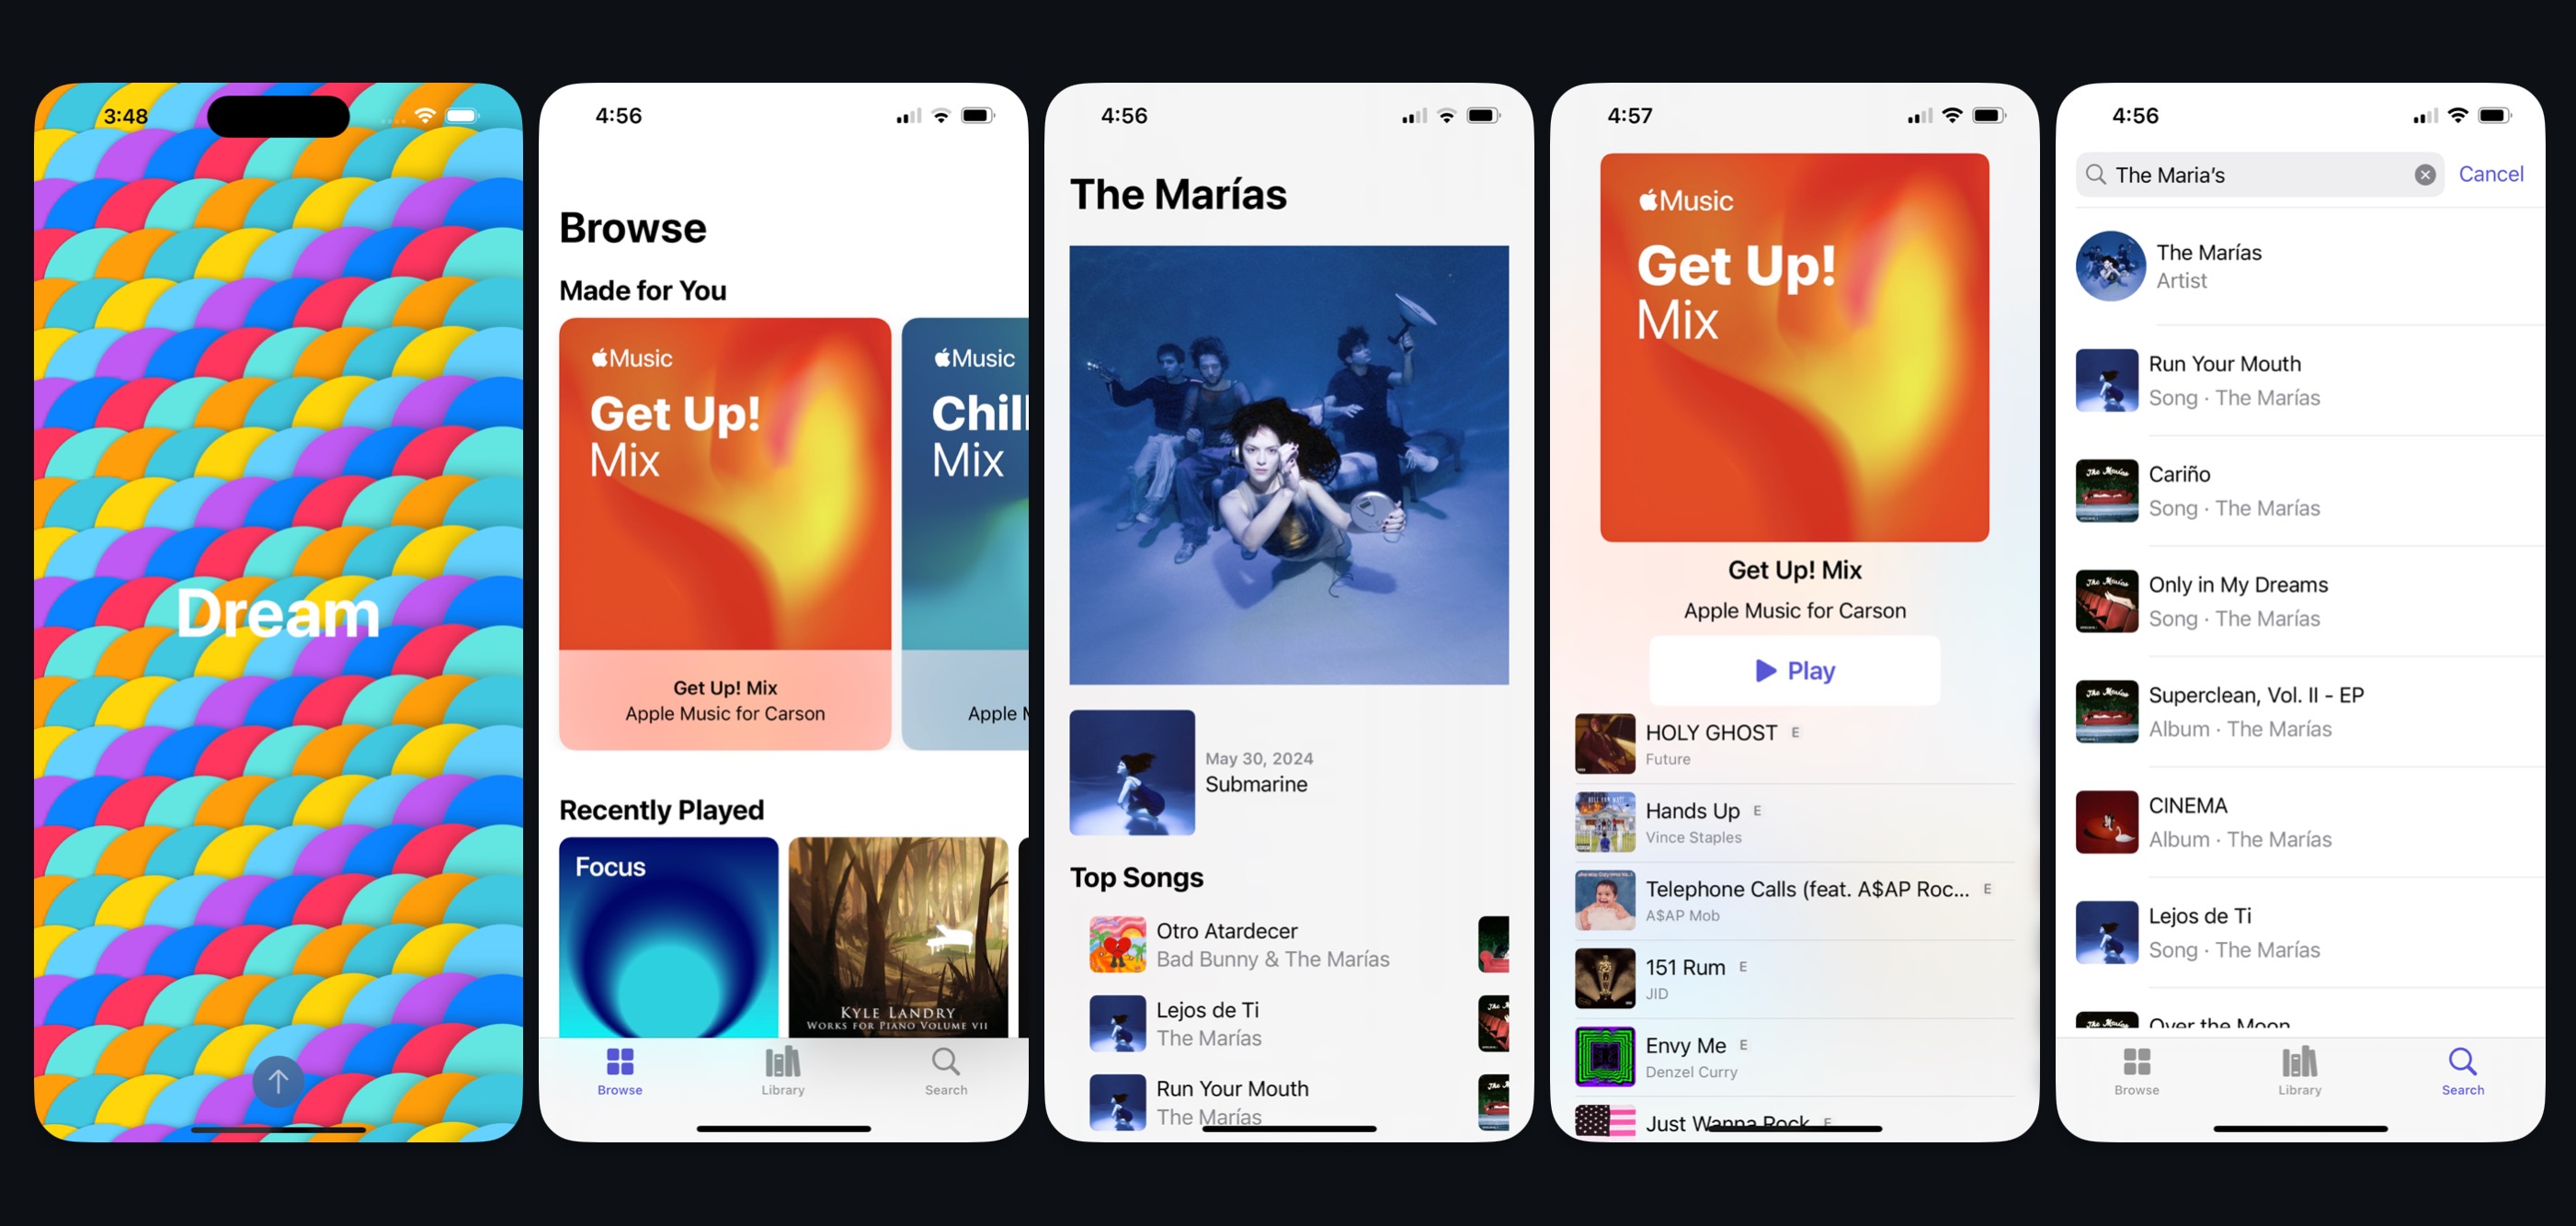 3:48
Dream
4:56
Browse
Made for You
Music
Get Up!
Mix
Get Up! Mix
Apple Music for Carson
Music
Chill
Mix
Apple M
Recently Played
Focus
KYLE LANDRY
WORKS FOR PIANO VOLUME VII
Browse
Library
Search
4:56
The Marías
May 30, 2024
Submarine
Top Songs
Otro Atardecer
Bad Bunny & The Marías
Lejos de Ti
The Marías
Run Your Mouth
The Marías
4:57
Music
Get Up!
Mix
Get Up! Mix
Apple Music for Carson
Play
HOLY GHOST E
Future
Hands Up E
Vince Staples
Telephone Calls (feat. A$AP Roc... E
A$AP Mob
151 Rum E
JID
Envy Me E
Denzel Curry
Just Wanna Rock E
4:56
The Maria’s
Cancel
The Marías
Artist
Run Your Mouth
Song · The Marías
Cariño
Song · The Marías
Only in My Dreams
Song · The Marías
Superclean, Vol. II - EP
Album · The Marías
CINEMA
Album · The Marías
Lejos de Ti
Song · The Marías
Over the Moon
Browse
Library
Search